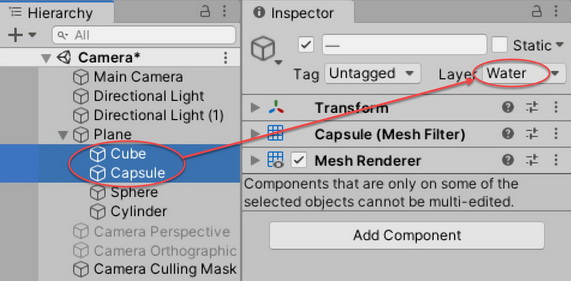 Hierarchy
All
Camera*
Main Camera
Directional Light
Directional Light (1)
Plane
Cube
Capsule
Sphere
Cylinder
Camera Perspective
Camera Orthographic
Camera Culling Mask
Inspector
—
Static
Tag Untagged Layer Water
Transform
Capsule (Mesh Filter)
Mesh Renderer
Components that are only on some of the
selected objects cannot be multi-edited.
Add Component